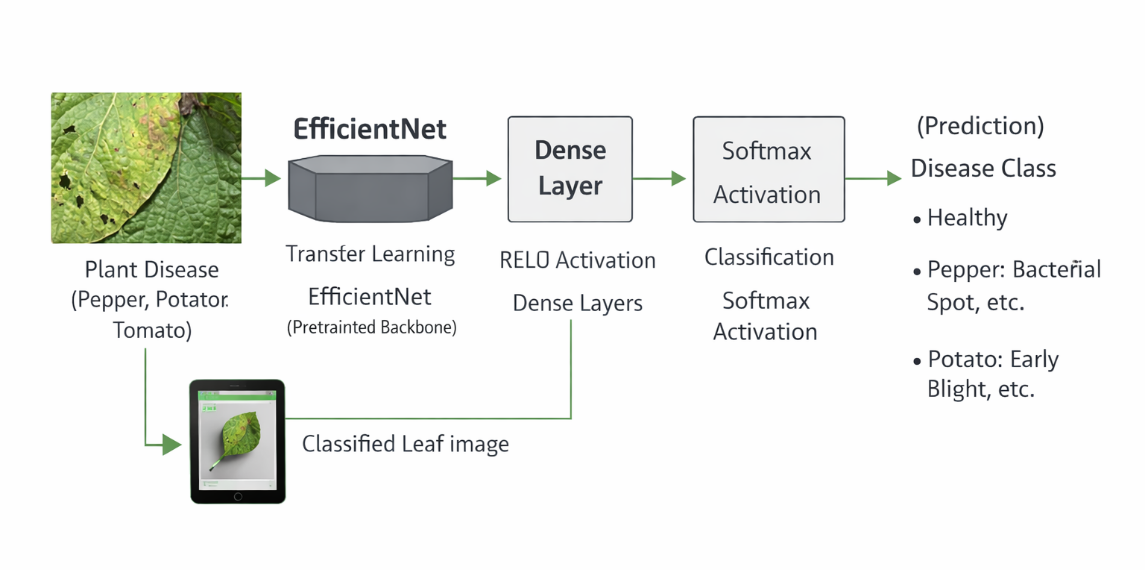 EfficientNet
Dense
Layer
Softmax
Activation
(Prediction)
Disease Class
• Healthy
• Pepper: Bacterial
Spot, etc.
• Potato: Early
Blight, etc.
Plant Disease
(Pepper, Potator.
Tomato)
Transfer Learning
EfficientNet
(Pretrainted Backbone)
RELO Activation
Dense Layers
Classification
Softmax
Activation
Classified Leaf image